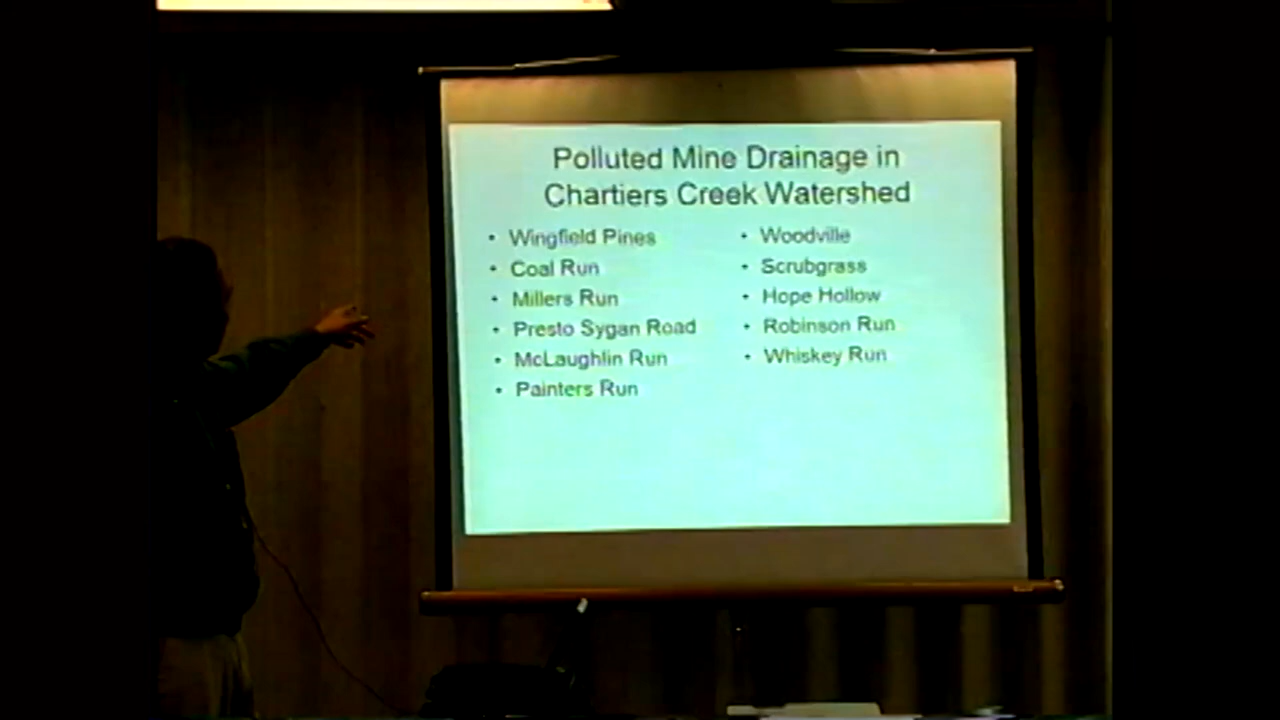 Polluted Mine Drainage in
Chartiers Creek Watershed
• Wingfield Pines
• Coal Run
• Millers Run
• Presto Sygan Road
• McLaughlin Run
• Painters Run
• Woodville
• Scrubgrass
• Hope Hollow
• Robinson Run
• Whiskey Run